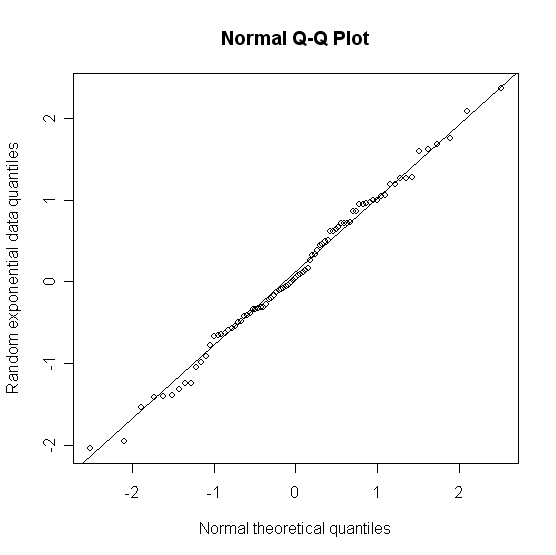 Normal Q-Q Plot
Random exponential data quantiles
2
1
0
-1
-2
-2 -1 0 1 2
Normal theoretical quantiles